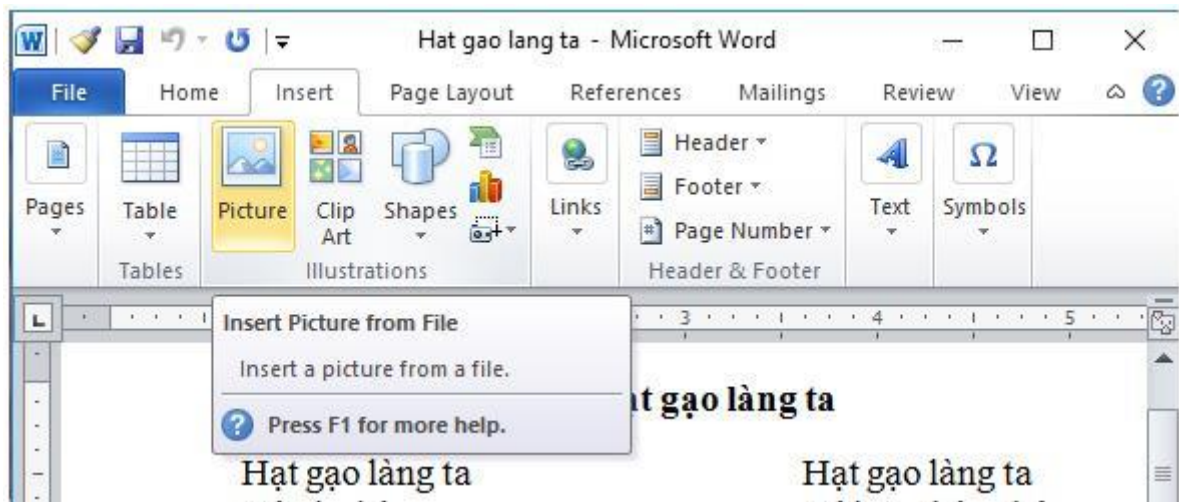 Hat gao lang ta - Microsoft Word
File Home Insert Page Layout References Mailings Review View
Pages Table Picture Clip Art Shapes Links Header Footer Page Number Text Symbols
Tables Illustrations Header & Footer
3 4 5
Insert Picture from File
Insert a picture from a file.
Press F1 for more help.
gạo làng ta
Hạt gạo làng ta Hạt gạo làng ta